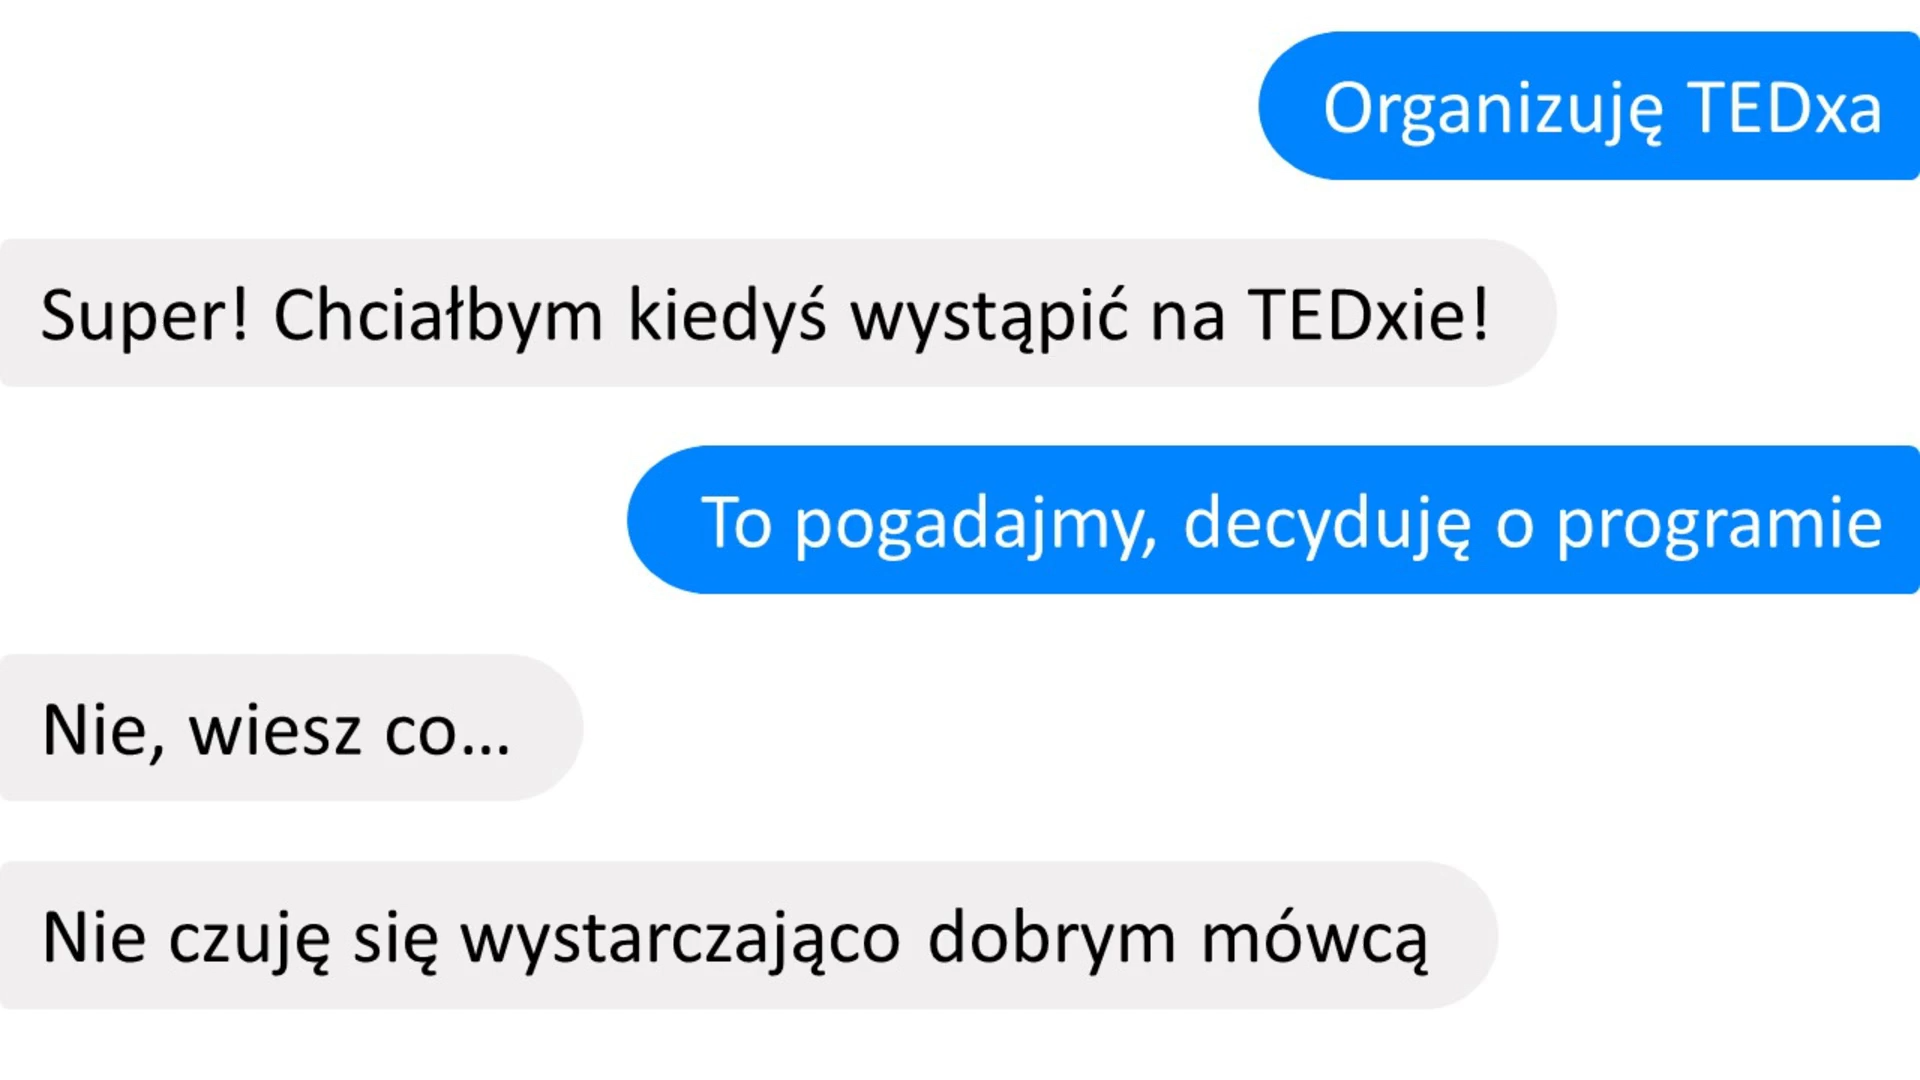 Organizuję TEDxa
Super! Chciałbym kiedyś wystąpić na TEDxie!
To pogadajmy, decyduję o programie
Nie, wiesz co...
Nie czuję się wystarczająco dobrym mówcą